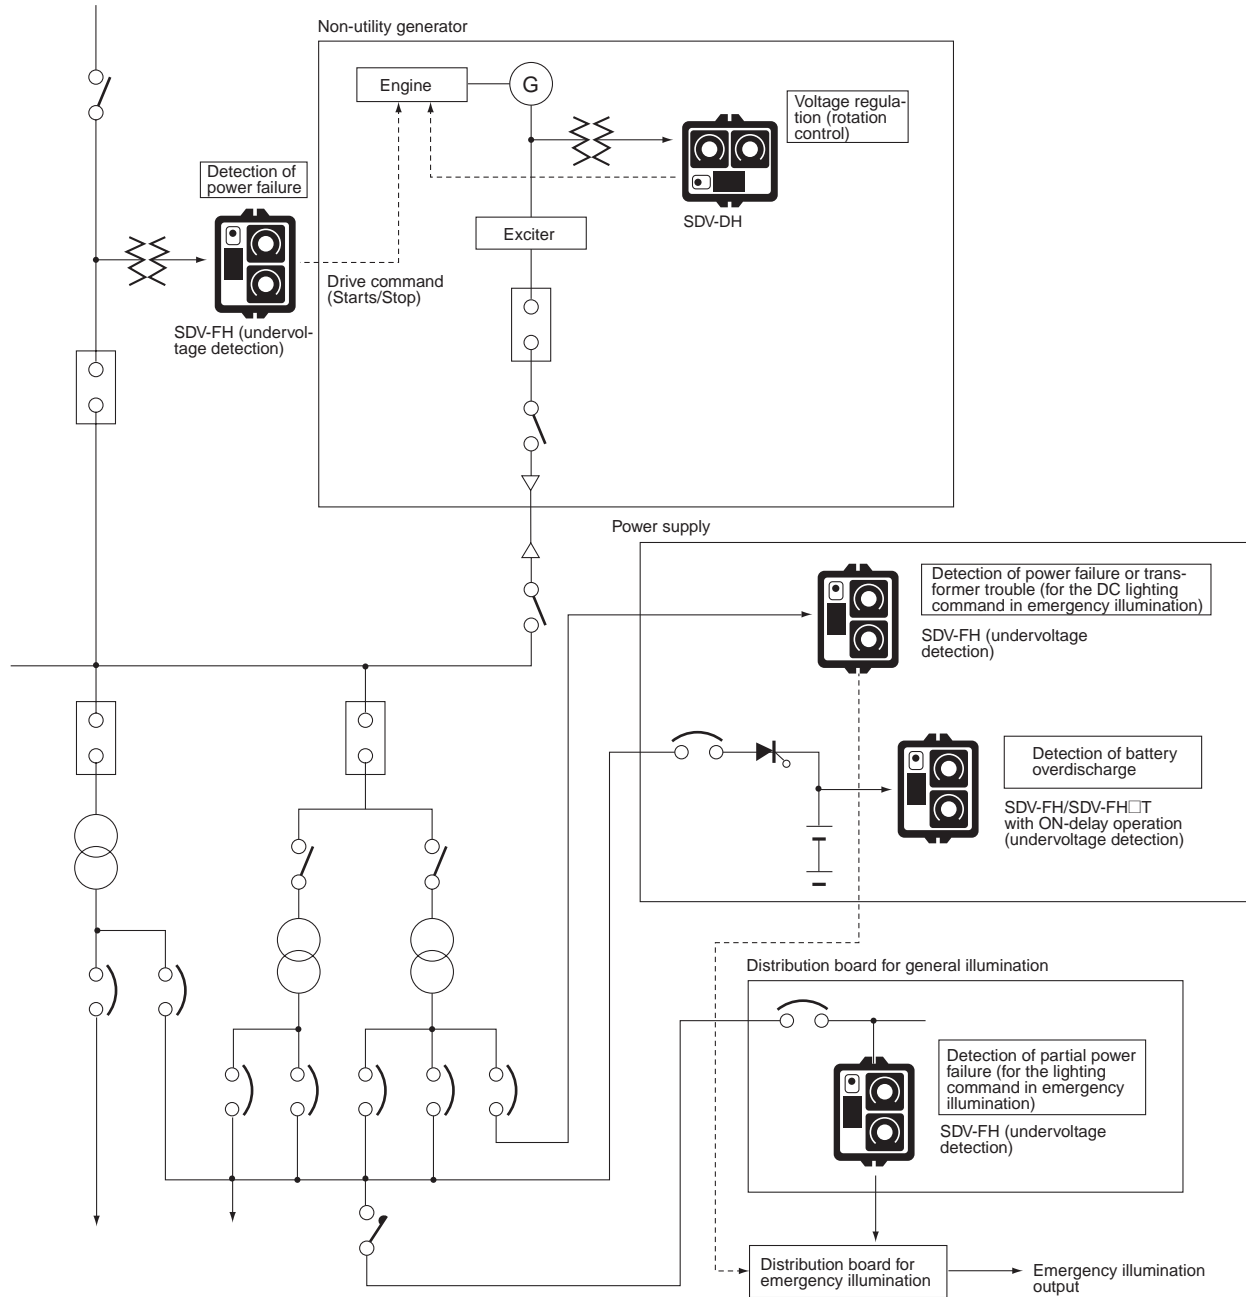 Non-utility generator
Engine
G
Voltage regula-
tion (rotation
control)
Detection of
power failure
SDV-DH
Exciter
Drive command
(Starts/Stop)
SDV-FH (undervol-
tage detection)
Power supply
Detection of power failure or trans-
former trouble (for the DC lighting
command in emergency illumination)
SDV-FH (undervoltage
detection)
Detection of battery
overdischarge
SDV-FH/SDV-FH□T
with ON-delay operation
(undervoltage detection)
Distribution board for general illumination
Detection of partial power
failure (for the lighting
command in emergency
illumination)
SDV-FH (undervoltage
detection)
Distribution board for
emergency illumination
Emergency illumination
output